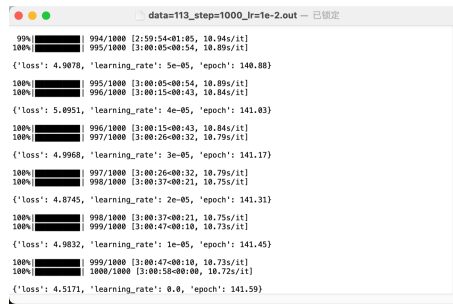 data=113_step=1000_lr=1e-2.out — 已锁定
99%| | 994/1000 [2:59:54<01:05, 10.94s/it]
100%| | 995/1000 [3:00:05<00:54, 10.89s/it]
{'loss': 4.9078, 'learning_rate': 5e-05, 'epoch': 140.88}
100%| | 995/1000 [3:00:05<00:54, 10.89s/it]
100%| | 996/1000 [3:00:15<00:43, 10.84s/it]
{'loss': 5.0951, 'learning_rate': 4e-05, 'epoch': 141.03}
100%| | 996/1000 [3:00:15<00:43, 10.84s/it]
100%| | 997/1000 [3:00:26<00:32, 10.79s/it]
{'loss': 4.9968, 'learning_rate': 3e-05, 'epoch': 141.17}
100%| | 997/1000 [3:00:26<00:32, 10.79s/it]
100%| | 998/1000 [3:00:37<00:21, 10.75s/it]
{'loss': 4.8745, 'learning_rate': 2e-05, 'epoch': 141.31}
100%| | 998/1000 [3:00:37<00:21, 10.75s/it]
100%| | 999/1000 [3:00:47<00:10, 10.73s/it]
{'loss': 4.9832, 'learning_rate': 1e-05, 'epoch': 141.45}
100%| | 999/1000 [3:00:47<00:10, 10.73s/it]
100%| | 1000/1000 [3:00:58<00:00, 10.72s/it]
{'loss': 4.5171, 'learning_rate': 0.0, 'epoch': 141.59}